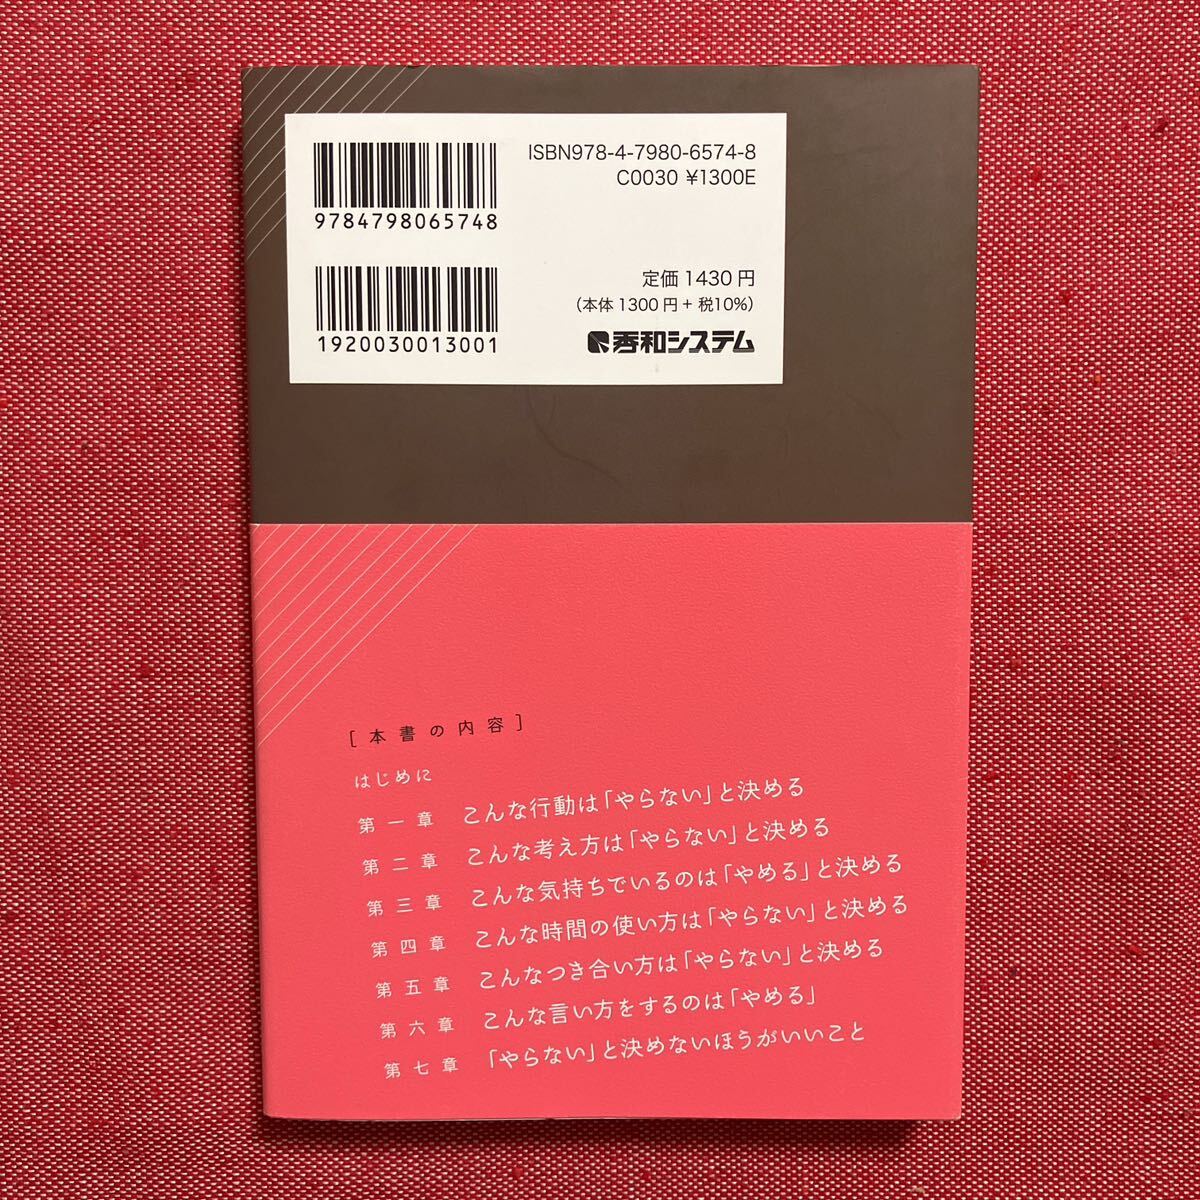 ISBN978-4-7980-6574-8
C0030 ¥1300E
9784798065748
定価1430円
(本体1300円+税10%)
1920030013001
秀和システム
[本書の内容]
はじめに
第一章 こんな行動は「やらない」と決める
第二章 こんな考え方は「やらない」と決める
第三章 こんな気持ちでいるのは「やめる」と決める
第四章 こんな時間の使い方は「やらない」と決める
第五章 こんなつき合い方は「やらない」と決める
第六章 こんな言い方をするのは「やめる」
第七章 「やらない」と決めないほうがいいこと